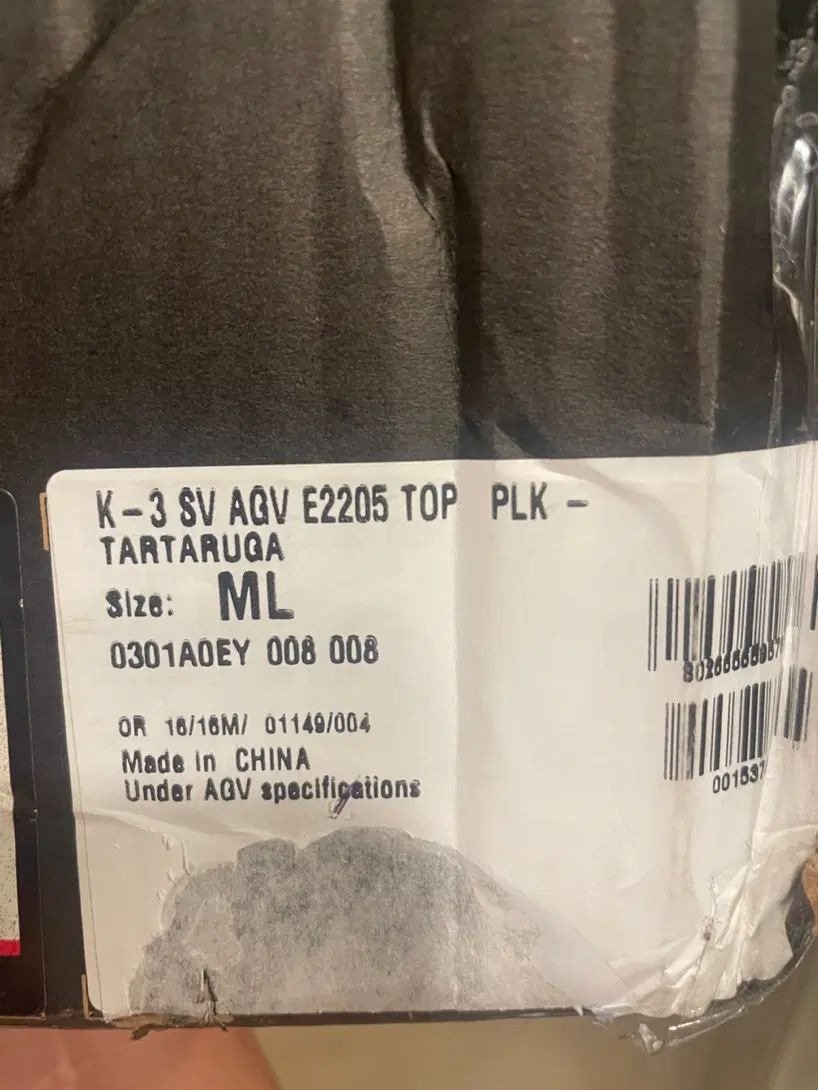 K-3 SV AGV E2205 TOP PLK -
TARTARUGA
Size: ML
0301A0EY 008 008
OR 16/16M/ 01149/004
Made in CHINA
Under AGV specifications